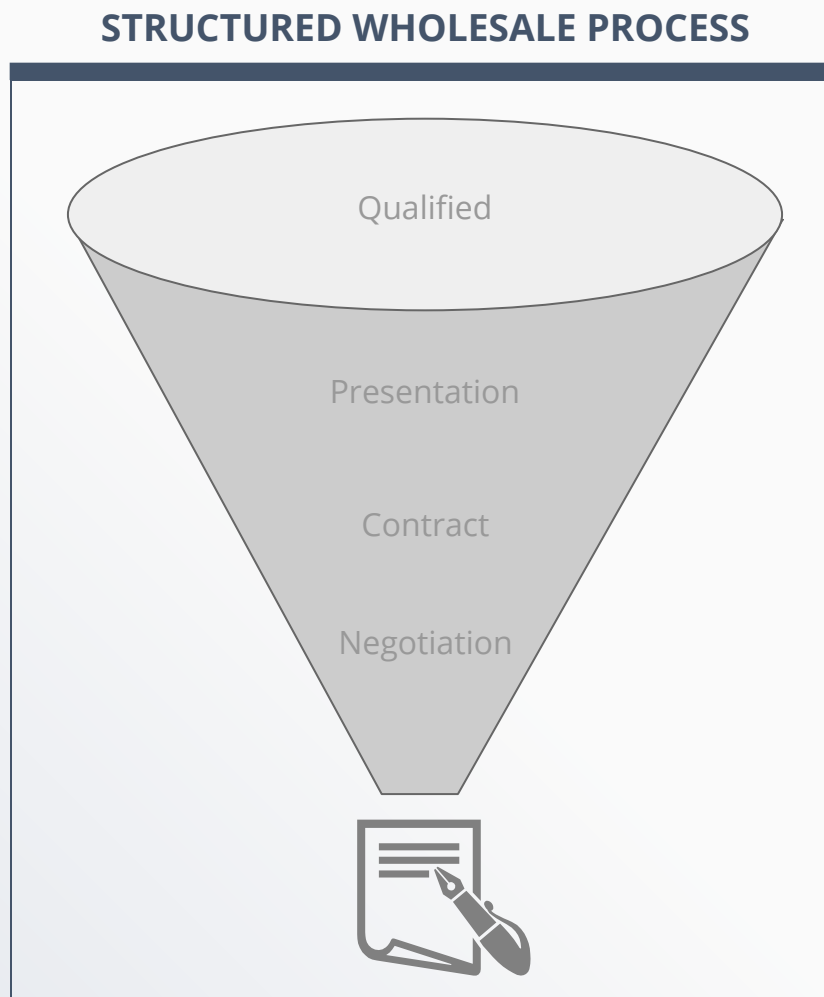 STRUCTURED WHOLESALE PROCESS
Qualified
Presentation
Contract
Negotiation